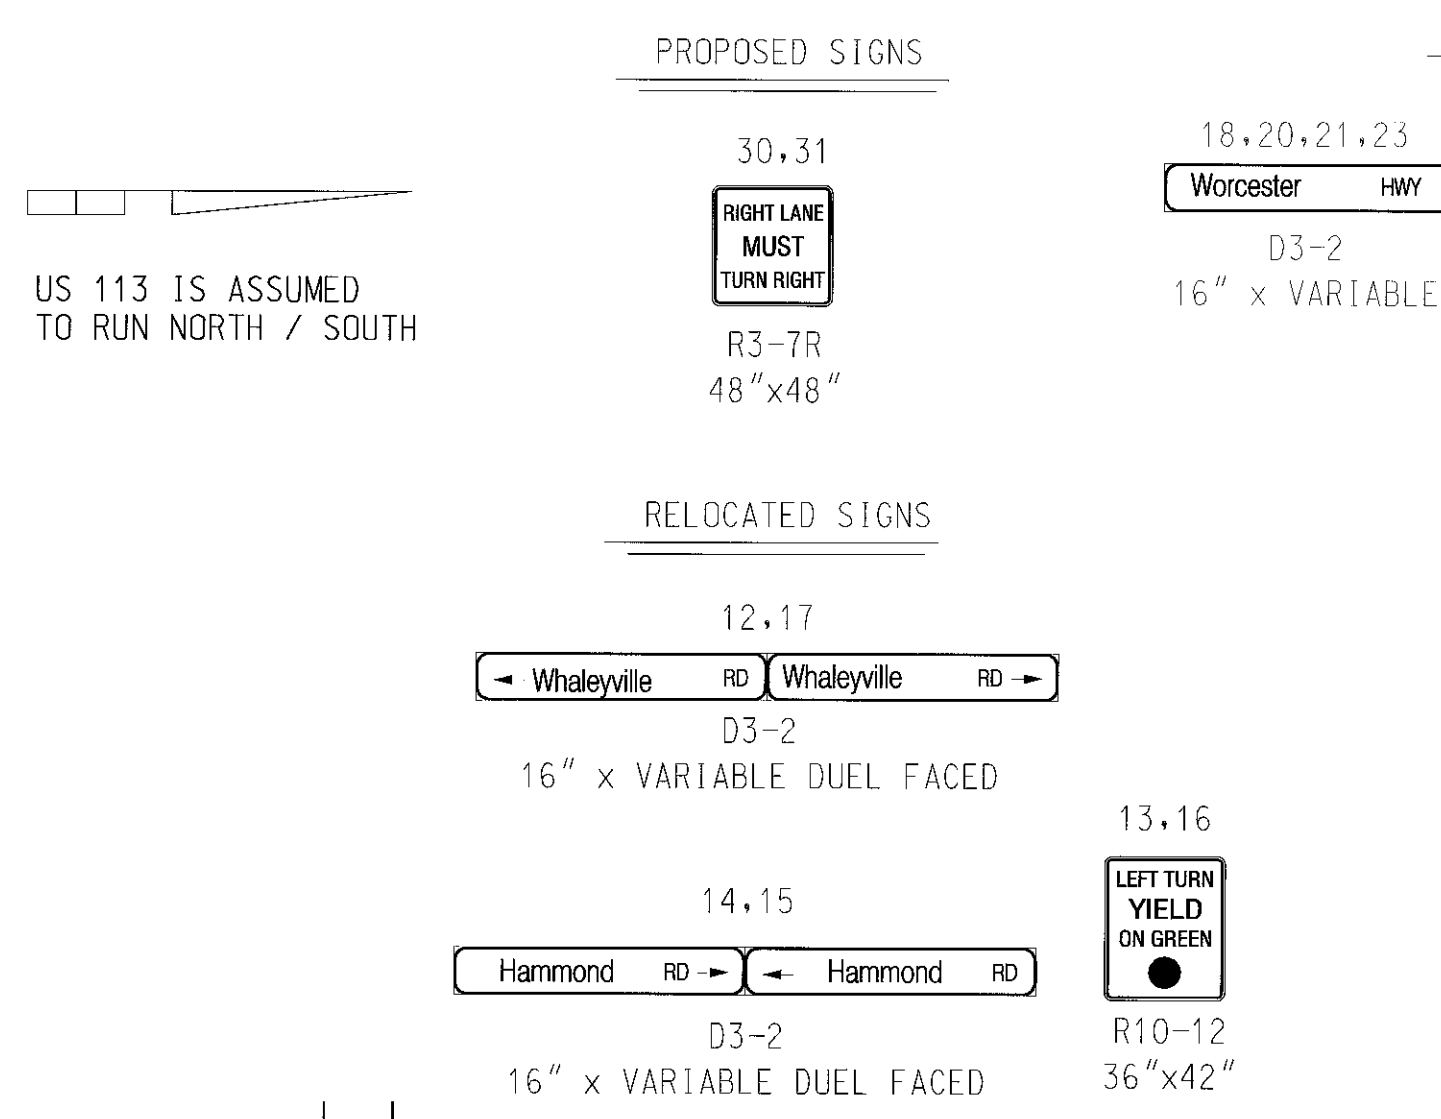 PROPOSED SIGNS
30,31
RIGHT LANE
MUST
TURN RIGHT
R3-7R
48"x48"
18,20,21,23
Worcester HWY
D3-2
16" x VARIABLE
US 113 IS ASSUMED
TO RUN NORTH / SOUTH
RELOCATED SIGNS
12,17
Whaleyville RD Whaleyville RD
D3-2
16" x VARIABLE DUEL FACED
14,15
Hammond RD Hammond RD
D3-2
16" x VARIABLE DUEL FACED
13,16
LEFT TURN
YIELD
ON GREEN
R10-12
36"x42"